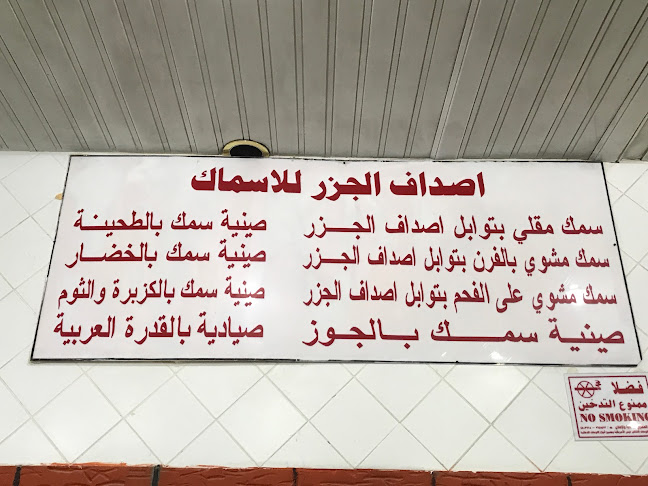 اصداف الجزر للاسماك
سمك مقلي بتوابل اصداف الجزر
سمك مشوي بالفرن بتوابل اصداف الجزر
سمك مشوي على الفحم بتوابل اصداف الجزر
صينية سمك بالجوز
صينية سمك بالطحينة
صينية سمك بالخضار
صينية سمك بالكزبرة والثوم
صيادية بالقدرة العربية
فضلا
ممنوع التدخين
NO SMOKING